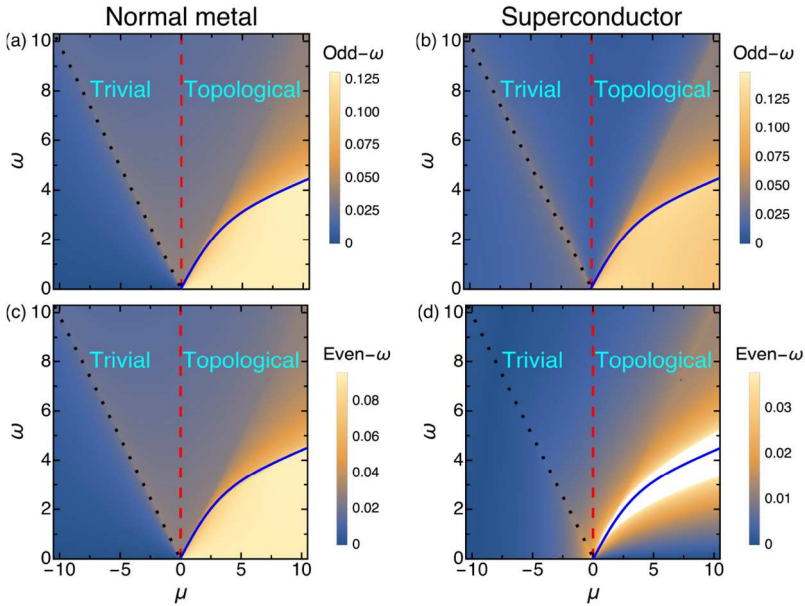 Normal metal
Superconductor
(a)
10
8
6
4
2
0
ω
Trivial
Topological
Odd-ω
0.125
0.100
0.075
0.050
0.025
0
(b)
10
8
6
4
2
0
ω
Trivial
Topological
Odd-ω
0.125
0.075
0.025
0
(c)
10
8
6
4
2
0
ω
-10
-5
0
5
10
μ
Trivial
Topological
Even-ω
0.08
0.06
0.04
0.02
0
(d)
10
8
6
4
2
0
ω
-10
-5
0
5
10
μ
Trivial
Topological
Even-ω
0.03
0.02
0.01
0